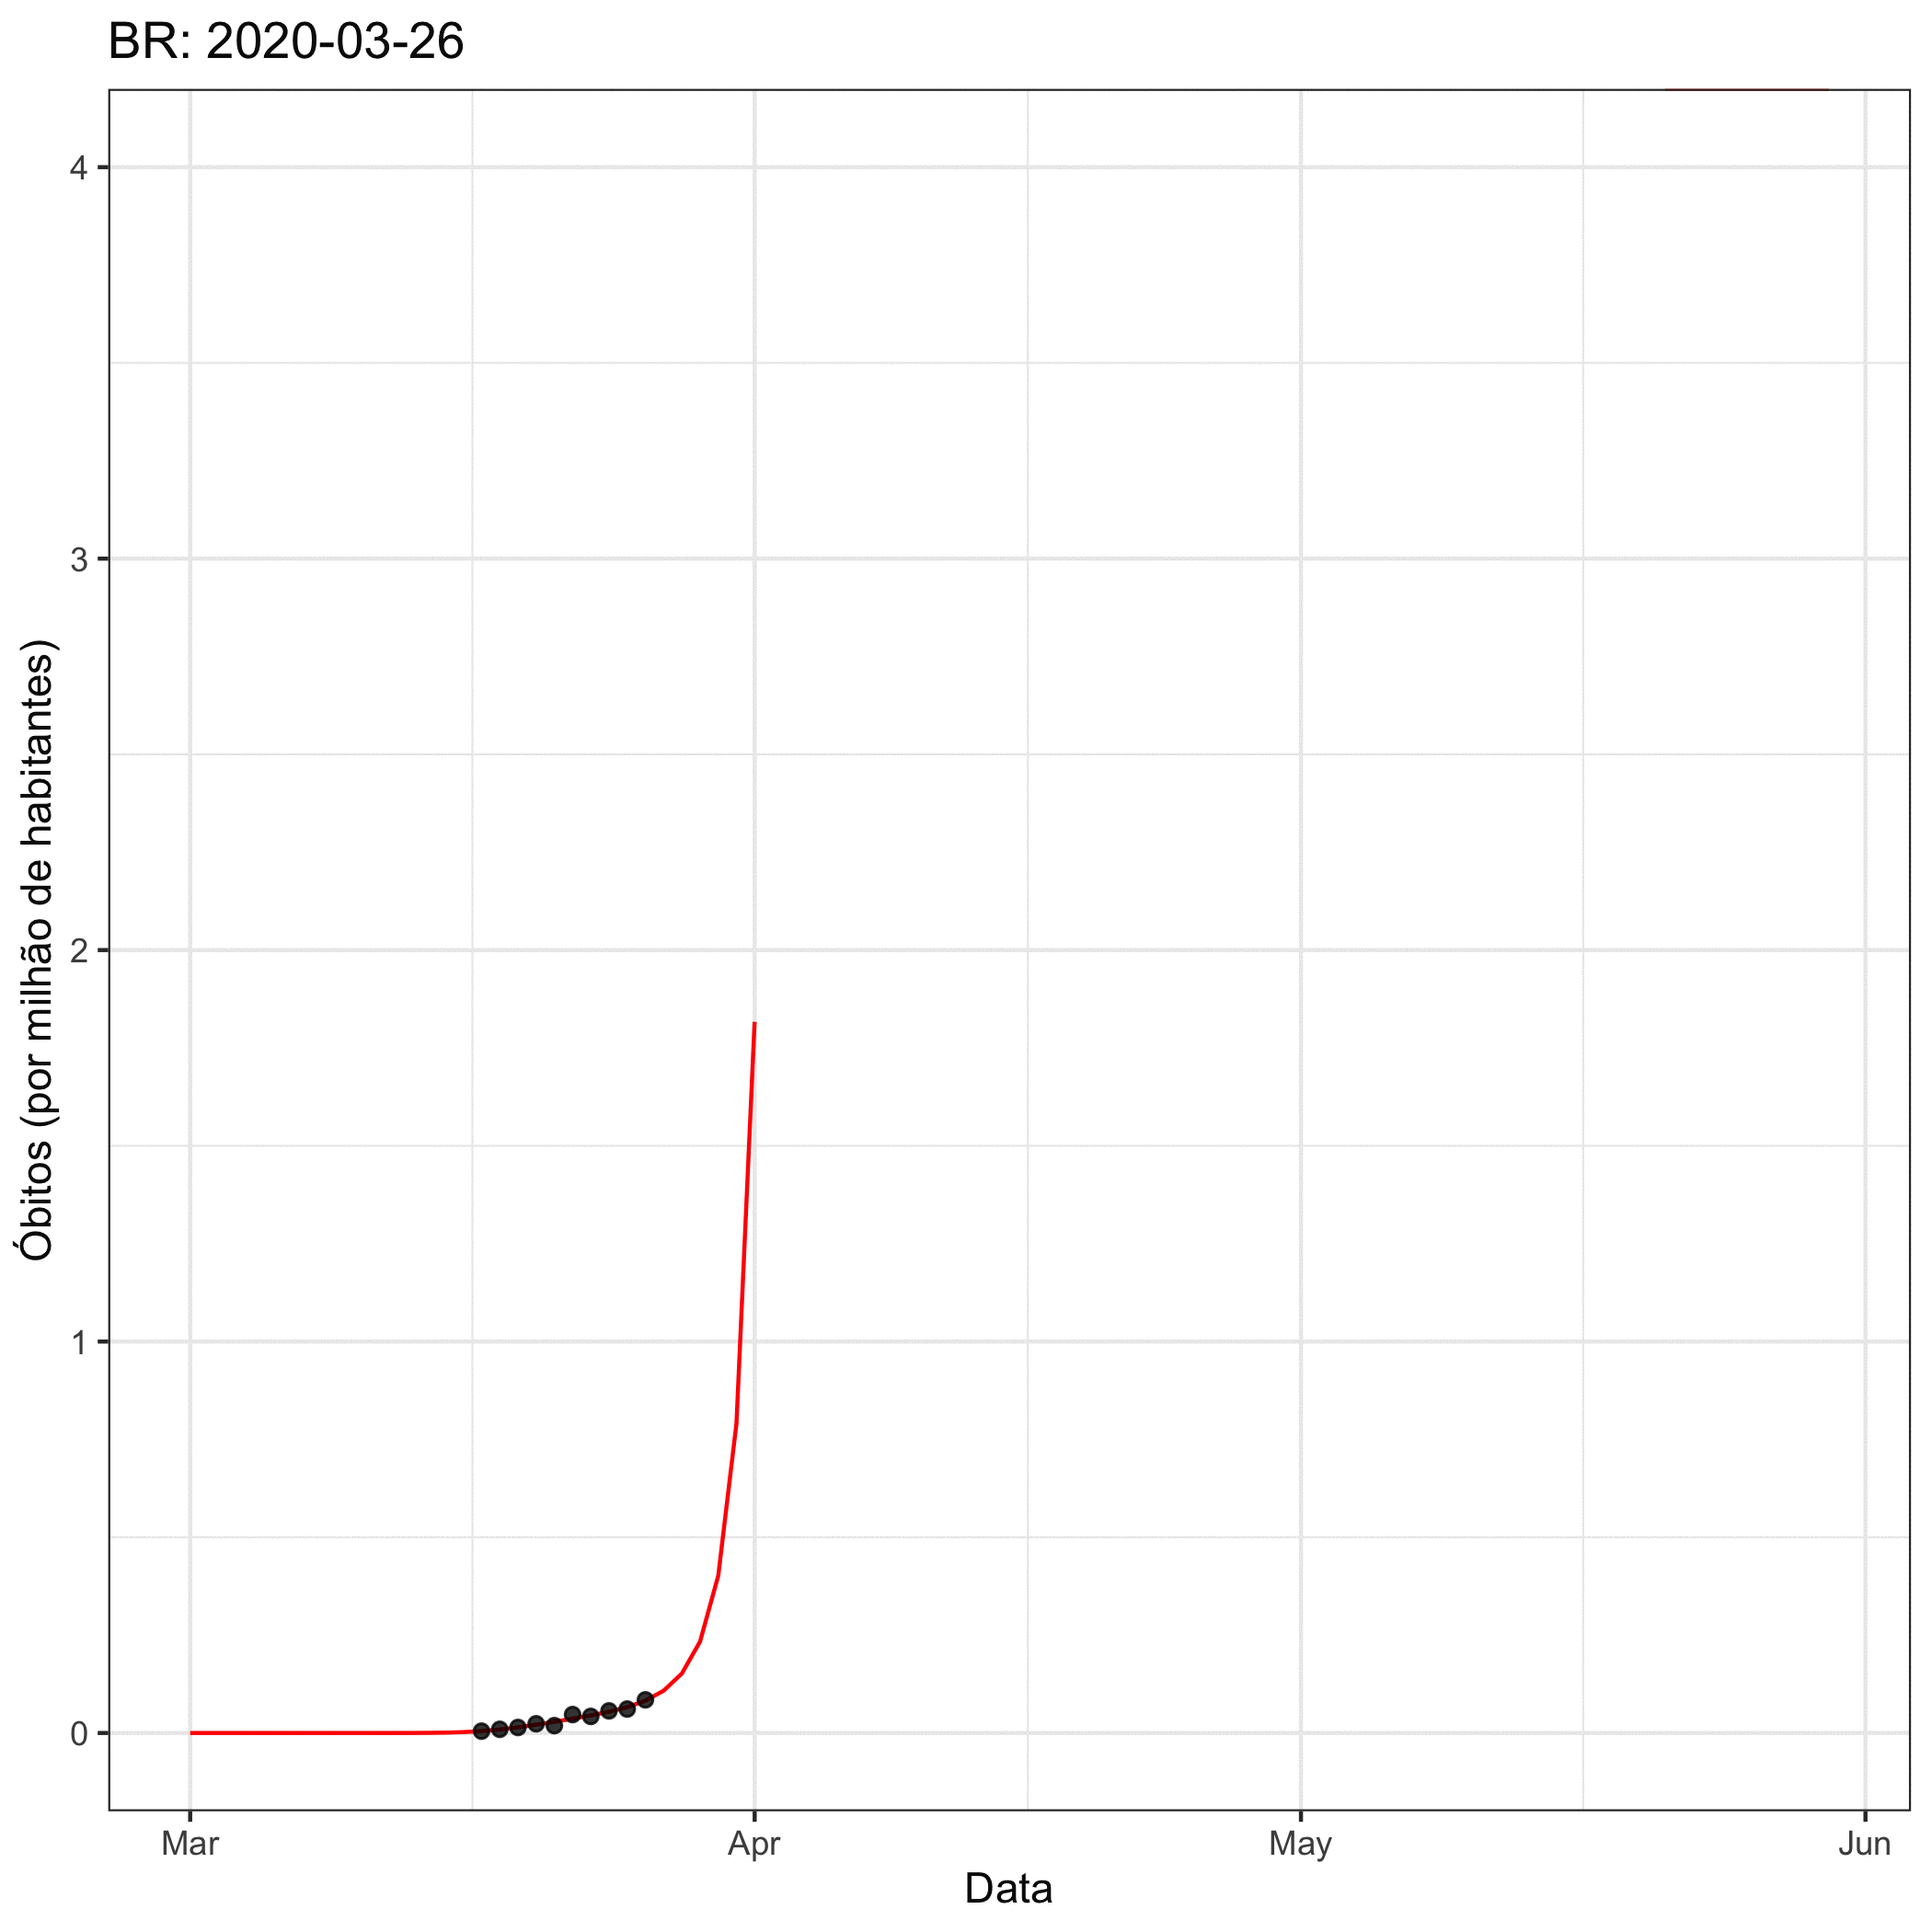 BR: 2020-03-26
Óbitos (por milhão de habitantes)
4
3
2
1
0
Mar
Apr
May
Jun
Data